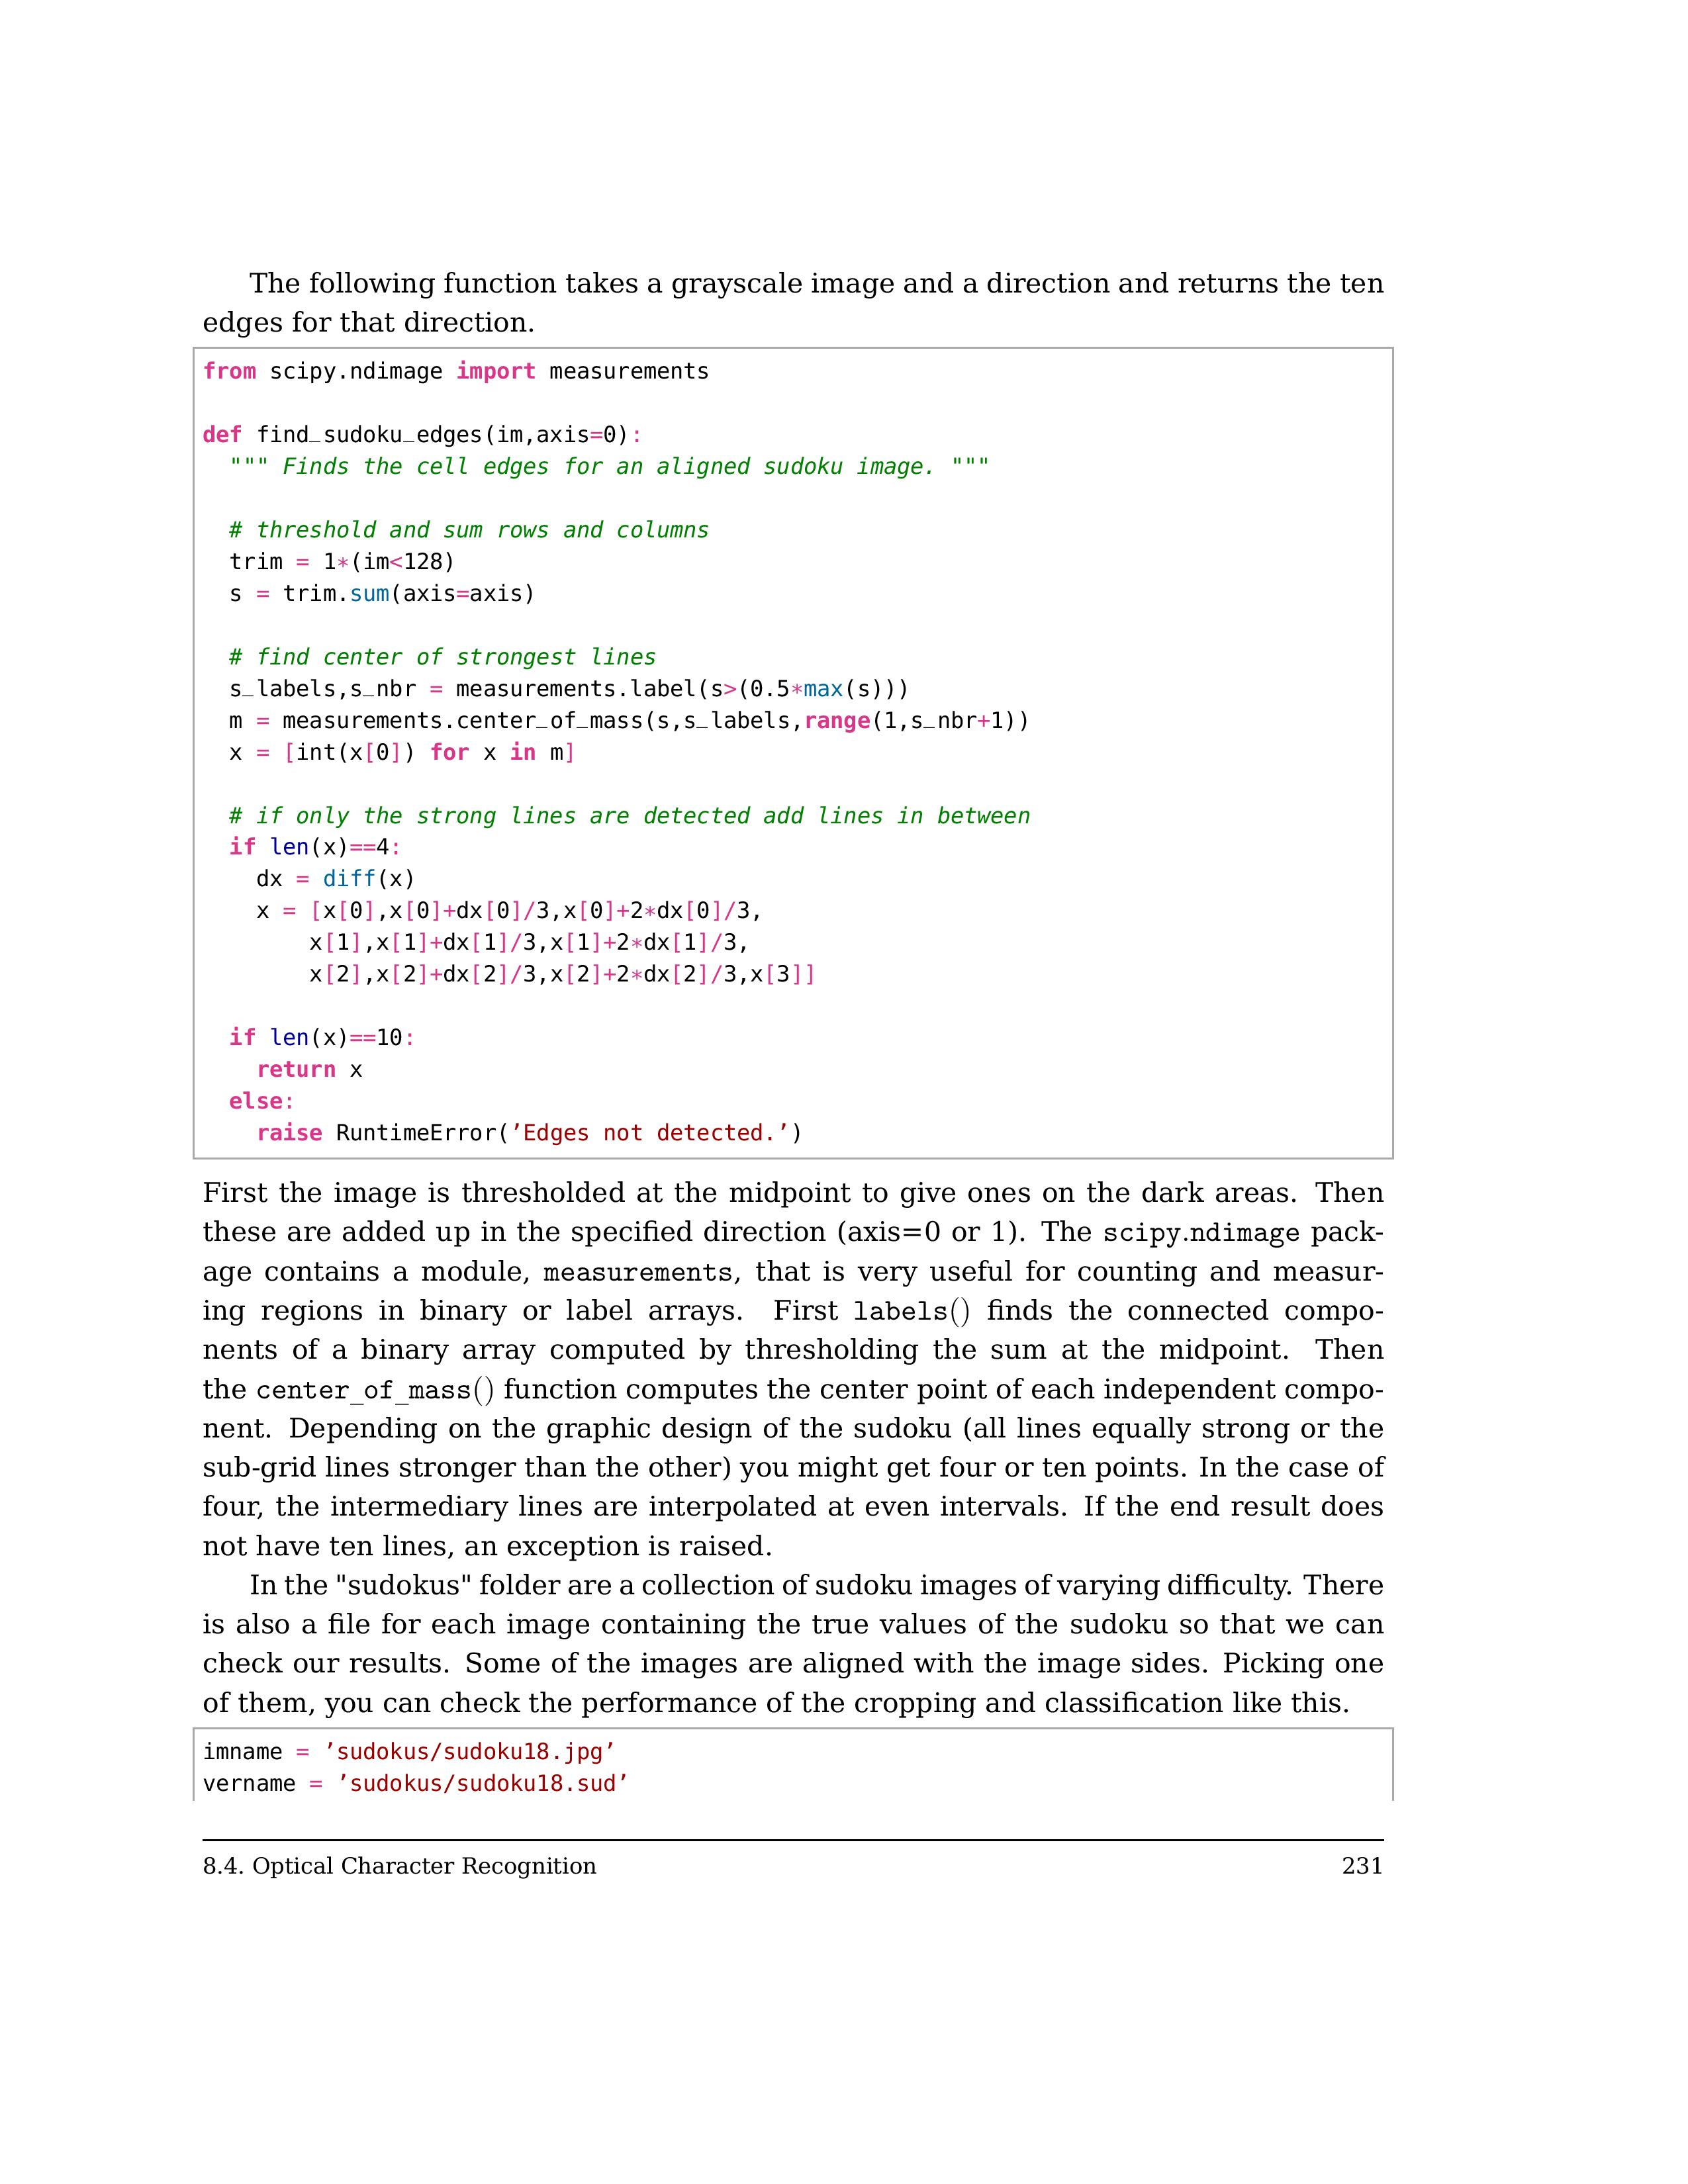 The following function takes a grayscale image and a direction and returns the ten
edges for that direction.
from scipy.ndimage import measurements
def find_sudoku_edges(im,axis=0):
  """ Finds the cell edges for an aligned sudoku image. """
  # threshold and sum rows and columns
  trim = 1*(im<128)
  s = trim.sum(axis=axis)
  # find center of strongest lines
  s_labels,s_nbr = measurements.label(s>(0.5*max(s)))
  m = measurements.center_of_mass(s,s_labels,range(1,s_nbr+1))
  x = [int(x[0]) for x in m]
  # if only the strong lines are detected add lines in between
  if len(x)==4:
    dx = diff(x)
    x = [x[0],x[0]+dx[0]/3,x[0]+2*dx[0]/3,
        x[1],x[1]+dx[1]/3,x[1]+2*dx[1]/3,
        x[2],x[2]+dx[2]/3,x[2]+2*dx[2]/3,x[3]]
  if len(x)==10:
    return x
  else:
    raise RuntimeError(’Edges not detected.’)
First the image is thresholded at the midpoint to give ones on the dark areas. Then
these are added up in the specified direction (axis=0 or 1). The scipy.ndimage pack-
age contains a module, measurements, that is very useful for counting and measur-
ing regions in binary or label arrays. First labels() finds the connected compo-
nents of a binary array computed by thresholding the sum at the midpoint. Then
the center_of_mass() function computes the center point of each independent compo-
nent. Depending on the graphic design of the sudoku (all lines equally strong or the
sub-grid lines stronger than the other) you might get four or ten points. In the case of
four, the intermediary lines are interpolated at even intervals. If the end result does
not have ten lines, an exception is raised.
In the "sudokus" folder are a collection of sudoku images of varying difficulty. There
is also a file for each image containing the true values of the sudoku so that we can
check our results. Some of the images are aligned with the image sides. Picking one
of them, you can check the performance of the cropping and classification like this.
imname = ’sudokus/sudoku18.jpg’
vername = ’sudokus/sudoku18.sud’
8.4. Optical Character Recognition 231